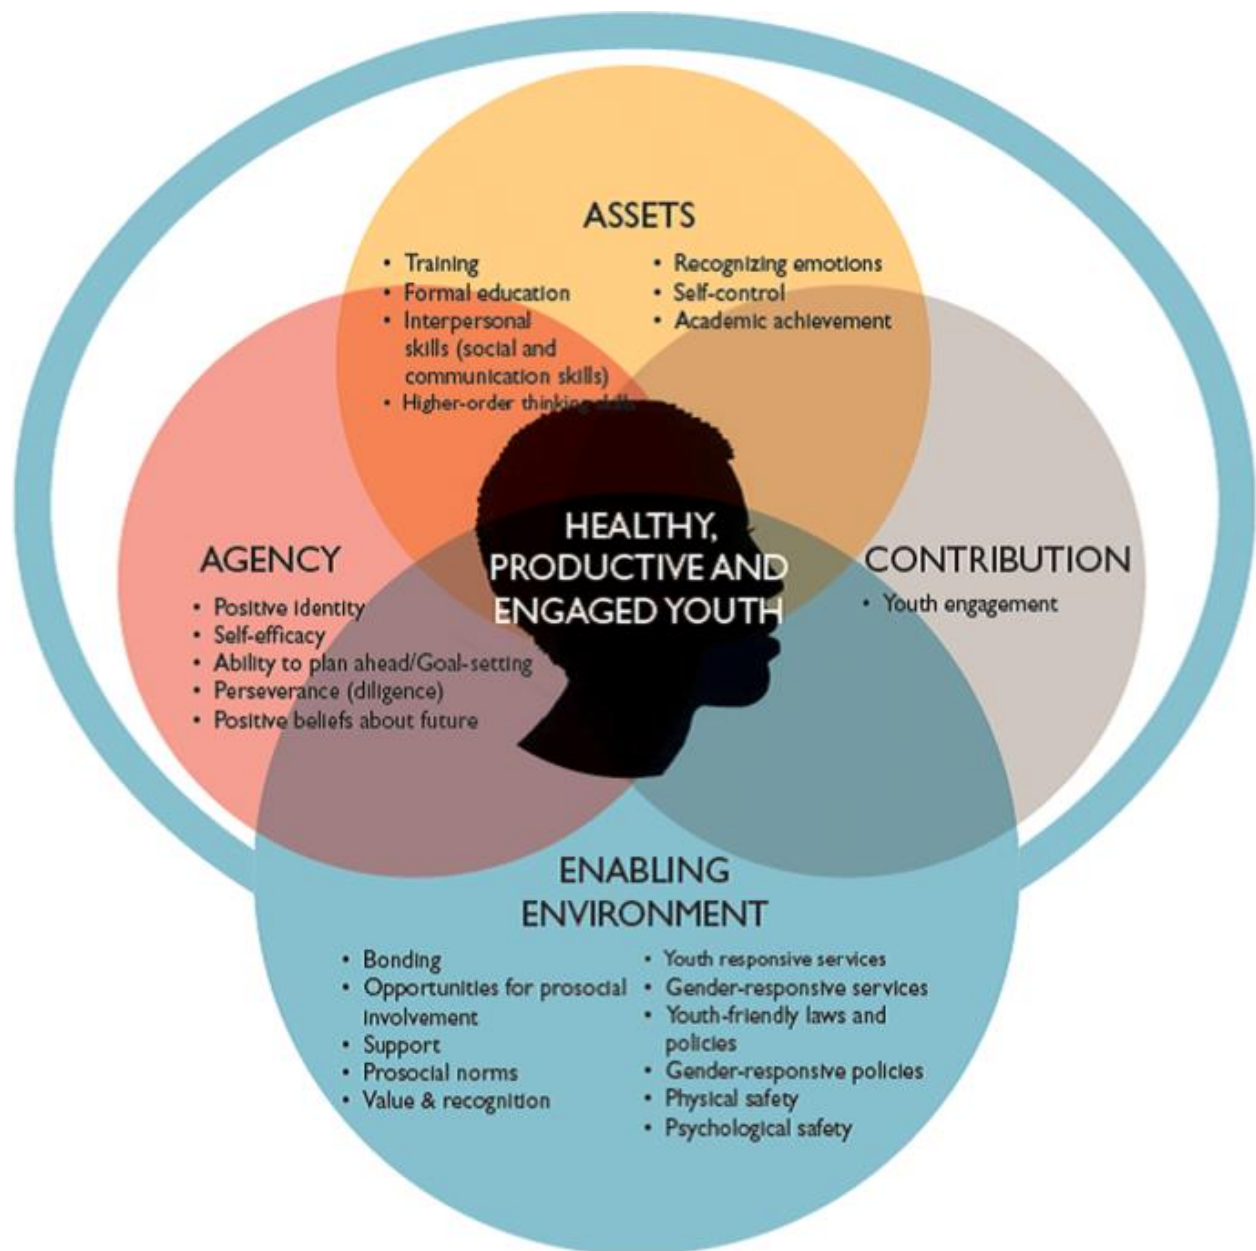 ASSETS
• Training
• Formal education
• Interpersonal
skills (social and
communication skills)
• Higher-order thinking skills
• Recognizing emotions
• Self-control
• Academic achievement
HEALTHY,
PRODUCTIVE AND
ENGAGED YOUTH
AGENCY
• Positive identity
• Self-efficacy
• Ability to plan ahead/Goal-setting
• Perseverance (diligence)
• Positive beliefs about future
CONTRIBUTION
• Youth engagement
ENABLING
ENVIRONMENT
• Bonding
• Opportunities for prosocial
involvement
• Support
• Prosocial norms
• Value & recognition
• Youth responsive services
• Gender-responsive services
• Youth-friendly laws and
policies
• Gender-responsive policies
• Physical safety
• Psychological safety